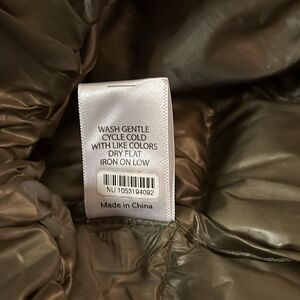 WASH GENTLE
CYCLE COLD
WITH LIKE COLORS
DRY FLAT
IRON ON LOW
NU 1053194092
Made in China